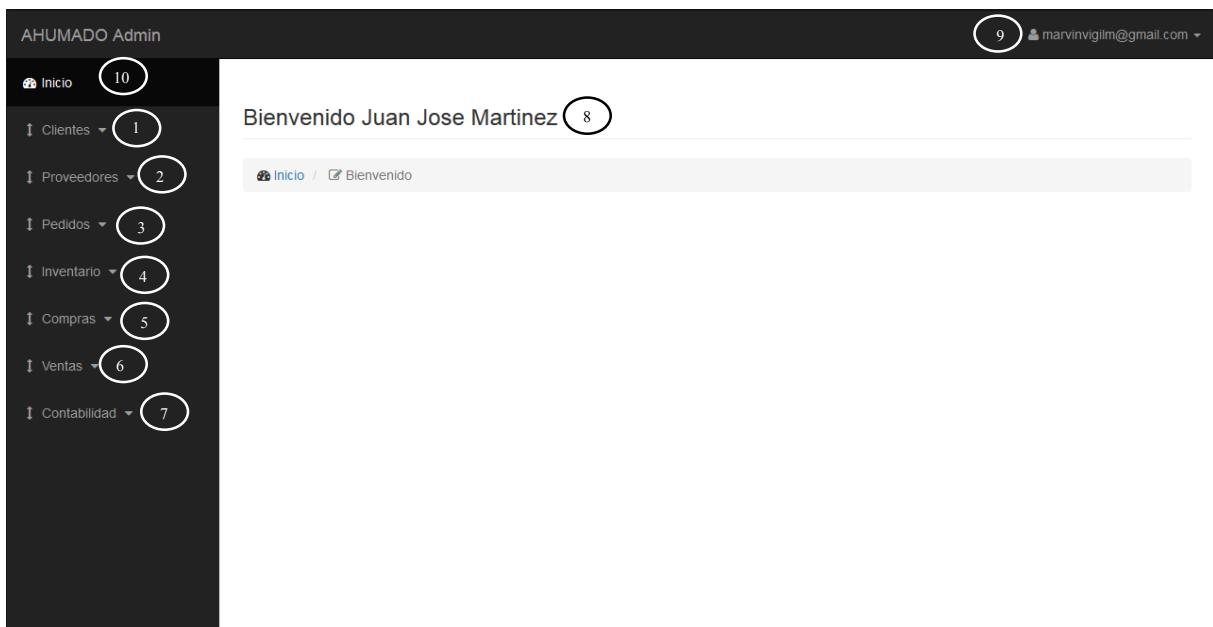 AHUMADO Admin
9 marvinvigilm@gmail.com
Inicio 10
Clientes 1
Proveedores 2
Pedidos 3
Inventario 4
Compras 5
Ventas 6
Contabilidad 7
Bienvenido Juan Jose Martinez 8
Inicio / Bienvenido